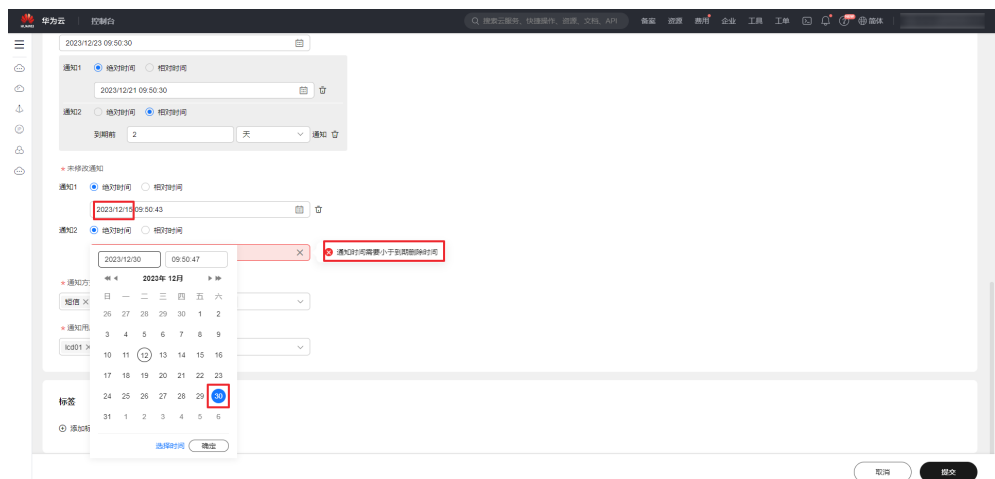 HUAWEI 华为云 控制台 搜索云服务、快捷操作、资源、文档、API 备案 资源 费用 企业 工具 工单 简体
2023/12/23 09:50:30
通知1 绝对时间 相对时间
2023/12/21 09:50:30
通知2 绝对时间 相对时间
到期前 2 天 通知
* 未修改通知
通知1 绝对时间 相对时间
2023/12/15 09:50:43
通知2 绝对时间 相对时间
通知时间需要小于到期删除时间
2023/12/30 09:50:47
2023年 12月
* 通知方
日 一 二 三 四 五 六
短信 ×
26 27 28 29 30 1 2
* 通知用
3 4 5 6 7 8 9
lcd01 ×
10 11 12 13 14 15 16
17 18 19 20 21 22 23
标签
24 25 26 27 28 29 30
31 1 2 3 4 5 6
添加标
选择时间 确定
取消 提交